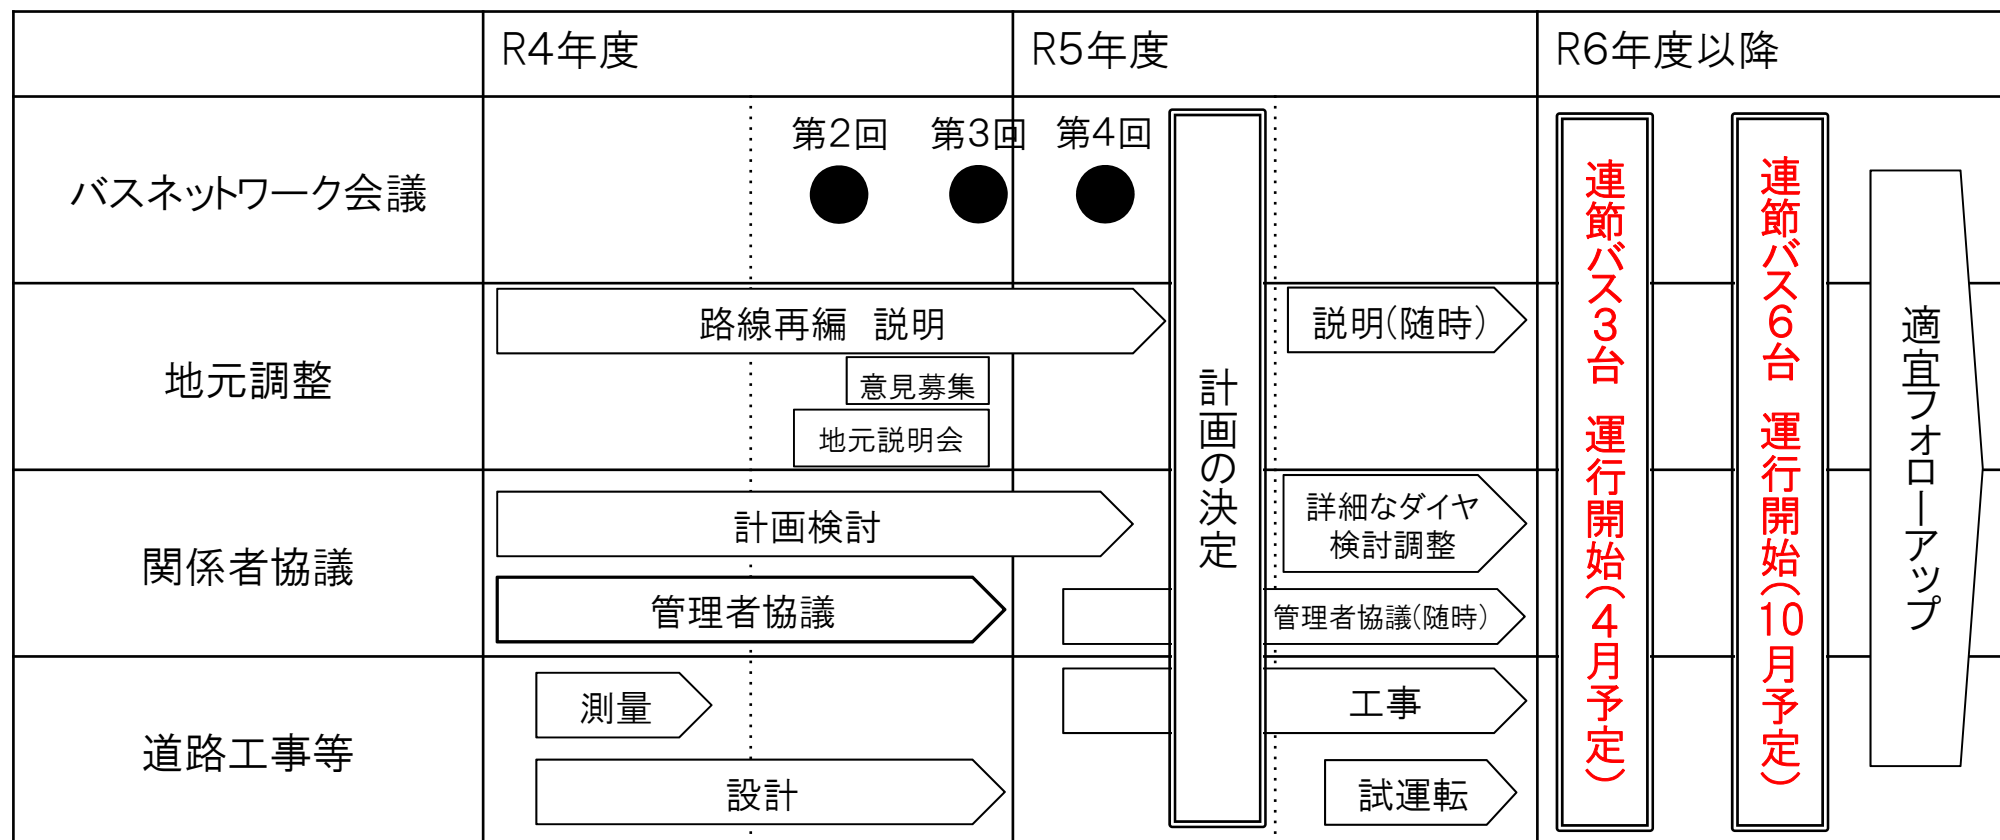 R4年度
R5年度
R6年度以降
バスネットワーク会議
第2回
第3回
第4回
地元調整
路線再編　説明
説明(随時)
意見募集
地元説明会
関係者協議
計画検討
詳細なダイヤ
検討調整
管理者協議
管理者協議(随時)
道路工事等
測量
工事
設計
試運転
計画の決定
連節バス3台　運行開始(4月予定)
連節バス6台　運行開始(10月予定)
適宜フォローアップ